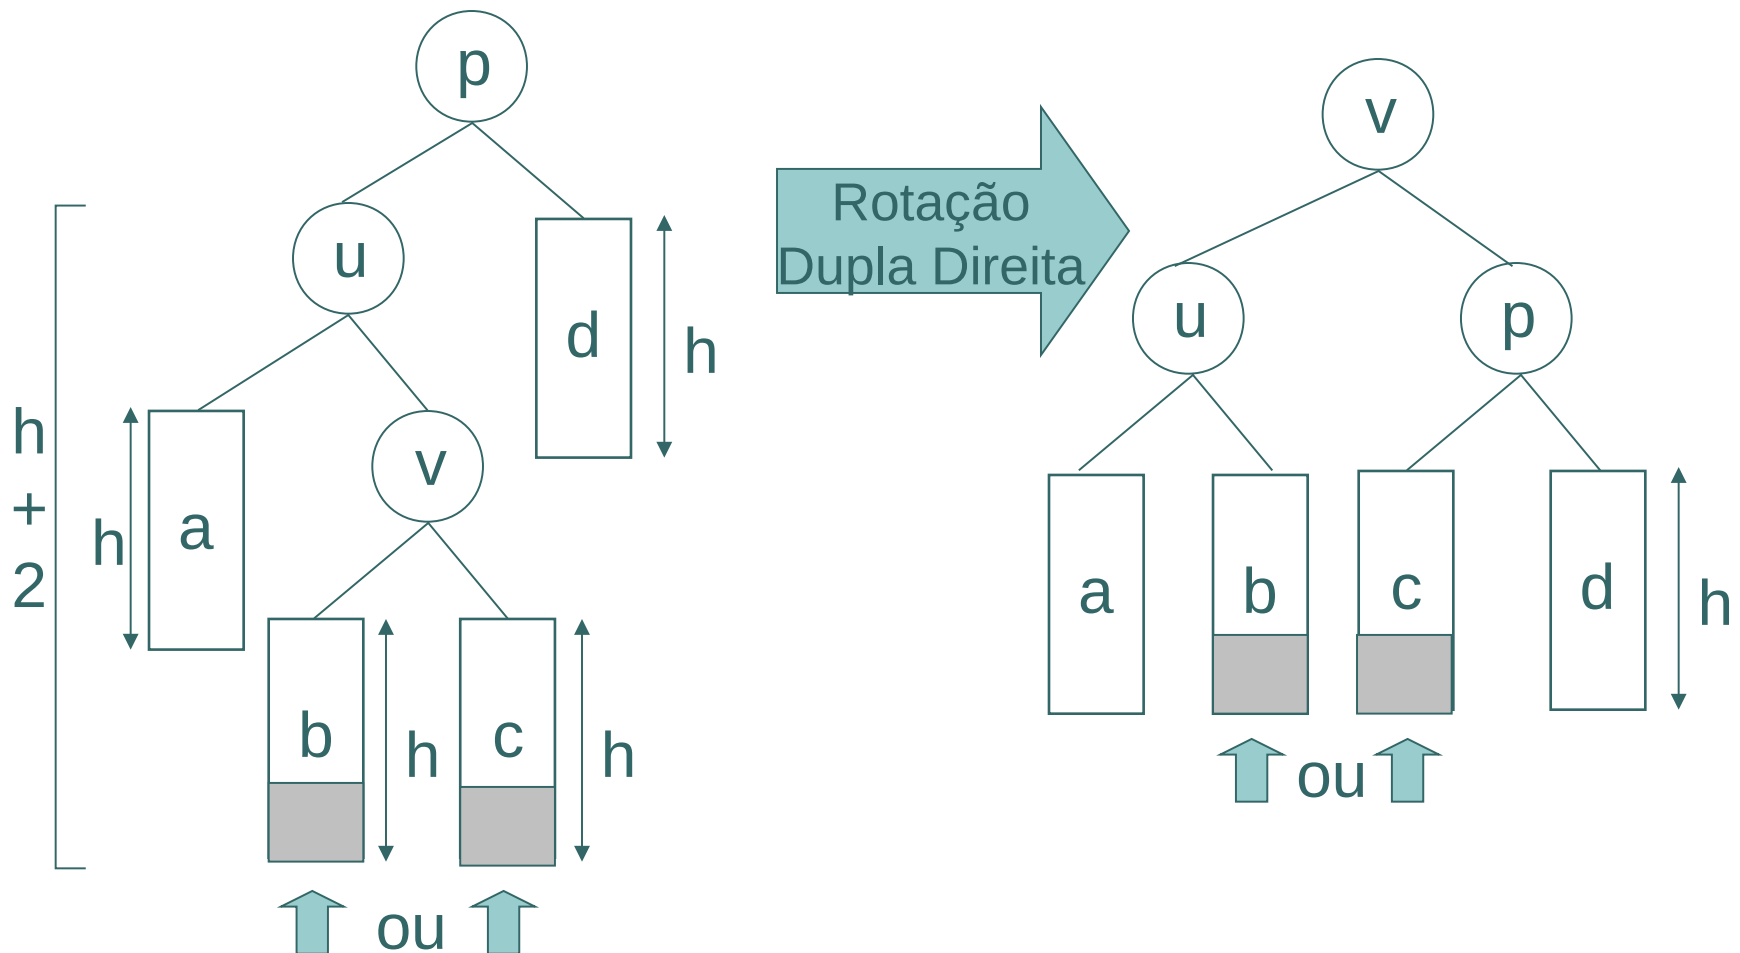 p
u
d
h
h
+
2
h
a
v
b
h
c
h
ou
Rotação
Dupla Direita
v
u
p
a
b
c
d
h
ou